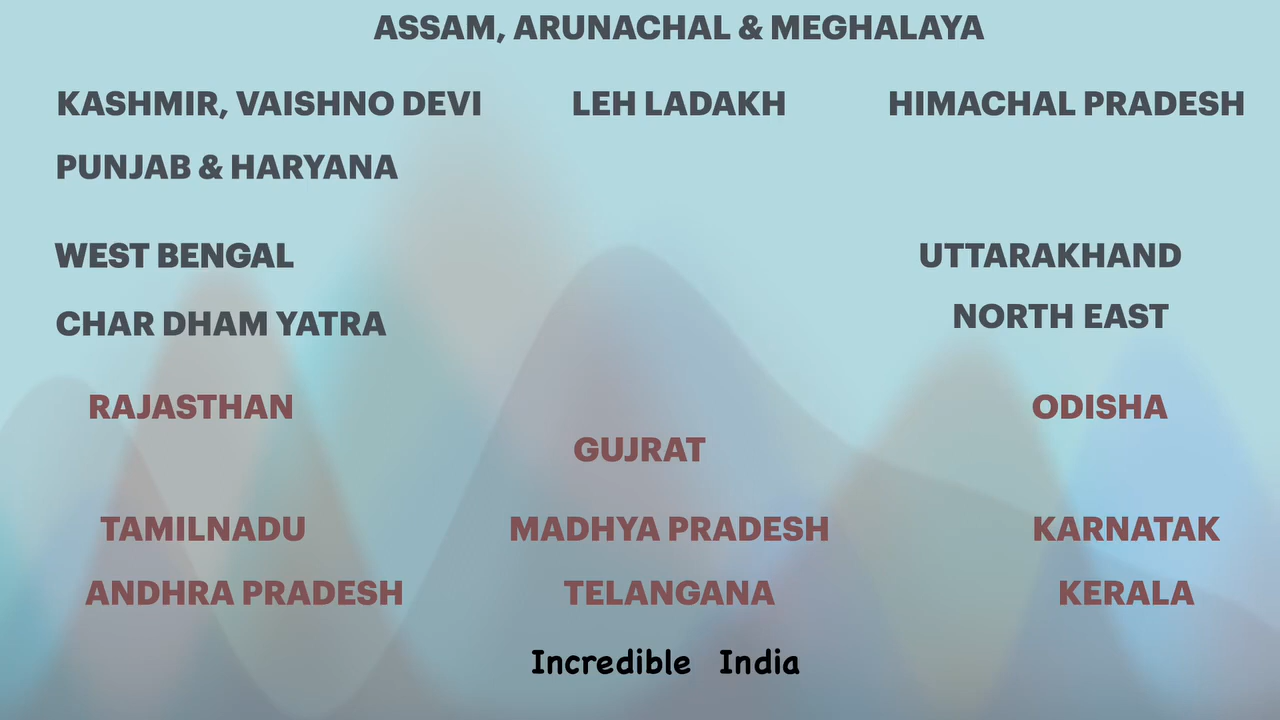 ASSAM, ARUNACHAL & MEGHALAYA
KASHMIR, VAISHNO DEVI
LEH LADAKH
HIMACHAL PRADESH
PUNJAB & HARYANA
WEST BENGAL
UTTARAKHAND
CHAR DHAM YATRA
NORTH EAST
RAJASTHAN
ODISHA
GUJRAT
TAMILNADU
MADHYA PRADESH
KARNATAK
ANDHRA PRADESH
TELANGANA
KERALA
Incredible India